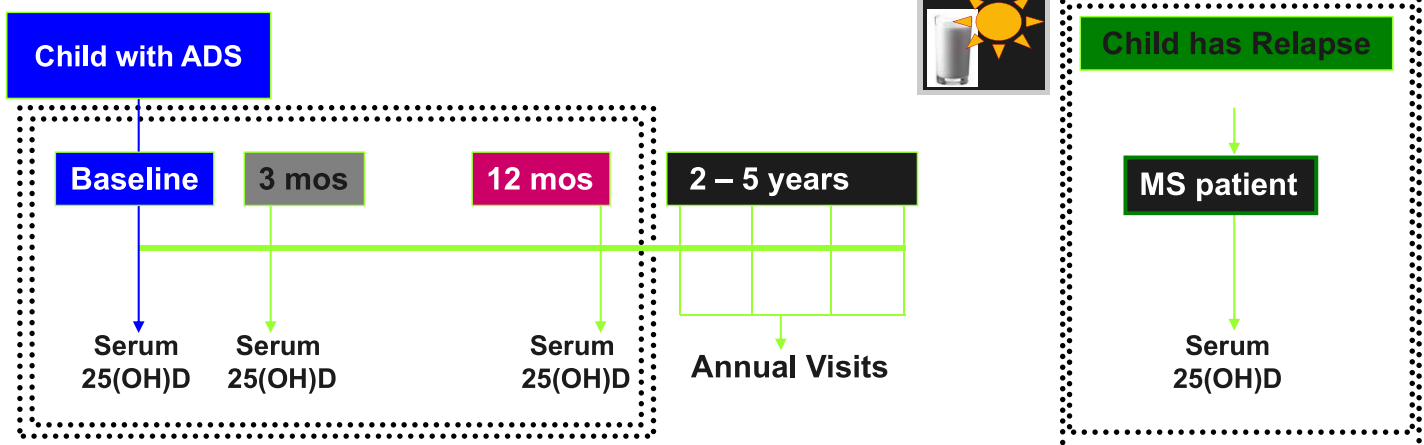 Child with ADS
Child has Relapse
Baseline
3 mos
12 mos
2 – 5 years
MS patient
Serum
25(OH)D
Serum
25(OH)D
Serum
25(OH)D
Annual Visits
Serum
25(OH)D